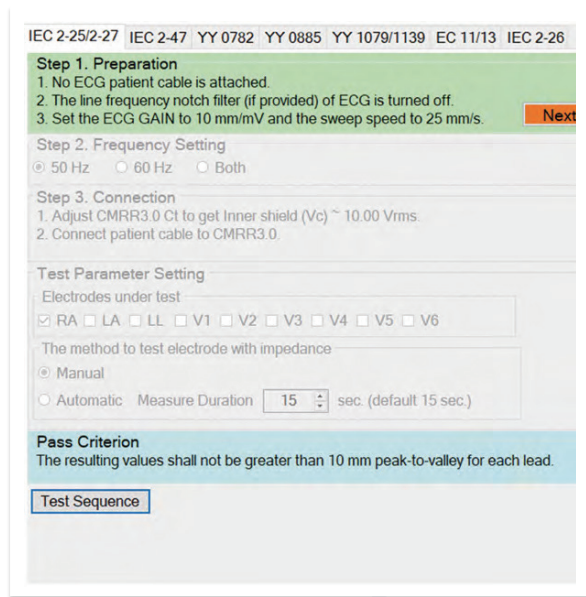 IEC 2-25/2-27 IEC 2-47 YY 0782 YY 0885 YY 1079/1139 EC 11/13 IEC 2-26
Step 1. Preparation
1. No ECG patient cable is attached.
2. The line frequency notch filter (if provided) of ECG is turned off.
3. Set the ECG GAIN to 10 mm/mV and the sweep speed to 25 mm/s.
Next
Step 2. Frequency Setting
50 Hz 60 Hz Both
Step 3. Connection
1. Adjust CMRR3.0 Ct to get Inner shield (Vc) ~ 10.00 Vrms.
2. Connect patient cable to CMRR3.0.
Test Parameter Setting
Electrodes under test
RA LA LL V1 V2 V3 V4 V5 V6
The method to test electrode with impedance
Manual
Automatic Measure Duration 15 sec. (default 15 sec.)
Pass Criterion
The resulting values shall not be greater than 10 mm peak-to-valley for each lead.
Test Sequence